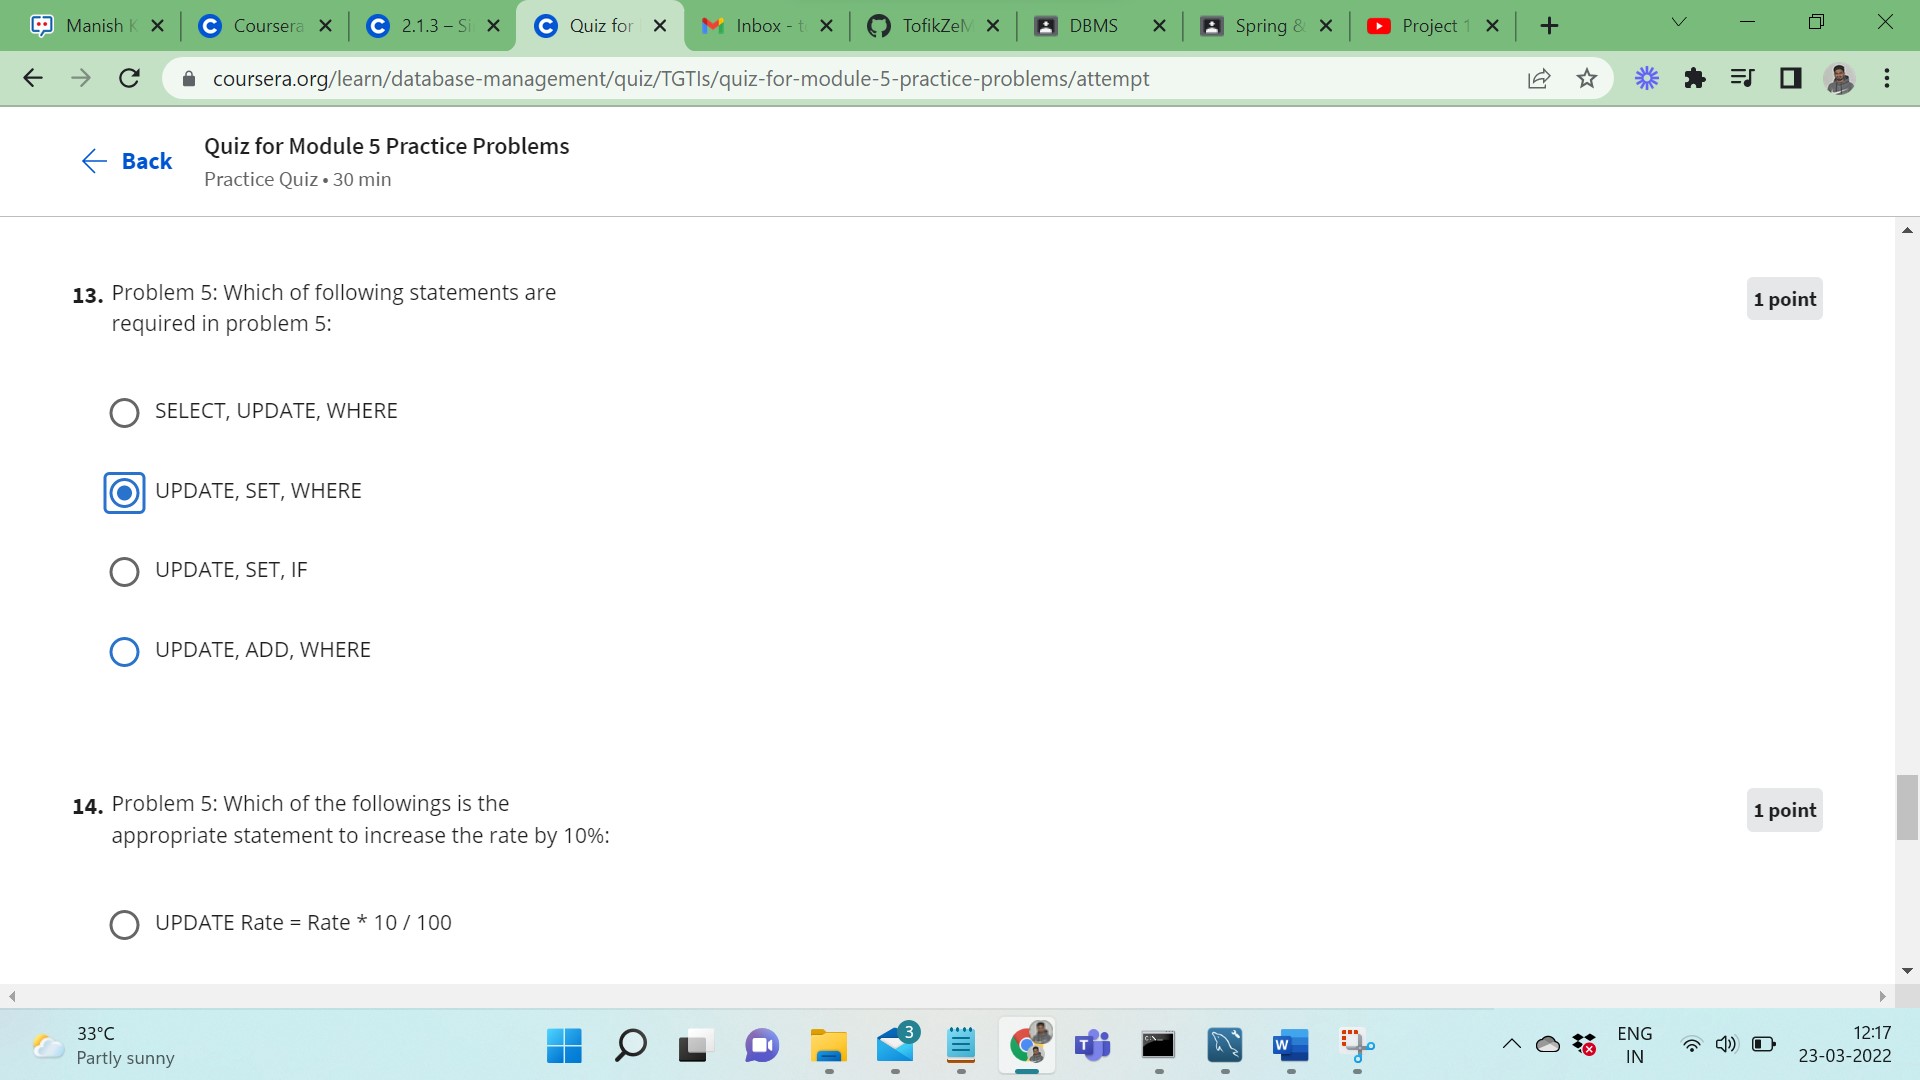 Manish K
Coursera
2.1.3 – Si
Quiz for
Inbox - t
TofikZeM
DBMS
Spring &
Project 1
coursera.org/learn/database-management/quiz/TGTIs/quiz-for-module-5-practice-problems/attempt
Back
Quiz for Module 5 Practice Problems
Practice Quiz • 30 min
13. Problem 5: Which of following statements are
required in problem 5:
1 point
SELECT, UPDATE, WHERE
UPDATE, SET, WHERE
UPDATE, SET, IF
UPDATE, ADD, WHERE
14. Problem 5: Which of the followings is the
appropriate statement to increase the rate by 10%:
1 point
UPDATE Rate = Rate * 10 / 100
33°C
Partly sunny
3
ENG
IN
12:17
23-03-2022